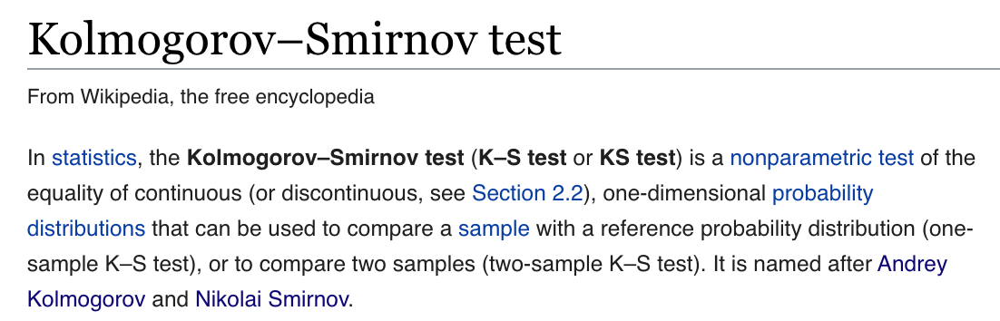 Kolmogorov–Smirnov test
From Wikipedia, the free encyclopedia
In statistics, the Kolmogorov–Smirnov test (K–S test or KS test) is a nonparametric test of the
equality of continuous (or discontinuous, see Section 2.2), one-dimensional probability
distributions that can be used to compare a sample with a reference probability distribution (one-
sample K–S test), or to compare two samples (two-sample K–S test). It is named after Andrey
Kolmogorov and Nikolai Smirnov.